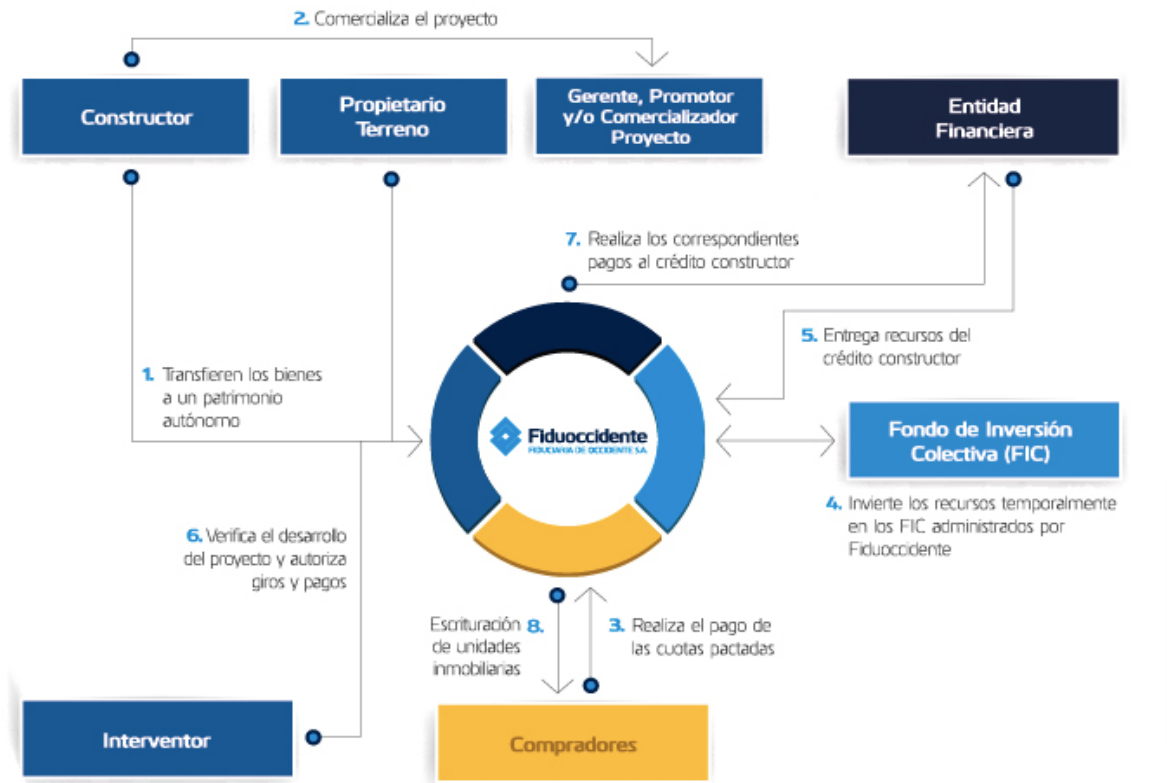 2. Comercializa el proyecto
Constructor
Propietario
Terreno
Gerente, Promotor
y/o Comercializador
Proyecto
Entidad
Financiera
7. Realiza los correspondientes
pagos al crédito constructor
5. Entrega recursos del
crédito constructor
1. Transfieren los bienes
a un patrimonio
autónomo
Fiduoccidente
FIDUCIARIA DE OCCIDENTE S.A.
Fondo de Inversión
Colectiva (FIC)
4. Invierte los recursos temporalmente
en los FIC administrados por
Fiduoccidente
6. Verifica el desarrollo
del proyecto y autoriza
giros y pagos
Escrituración 8.
de unidades
inmobiliarias
3. Realiza el pago de
las cuotas pactadas
Interventor
Compradores